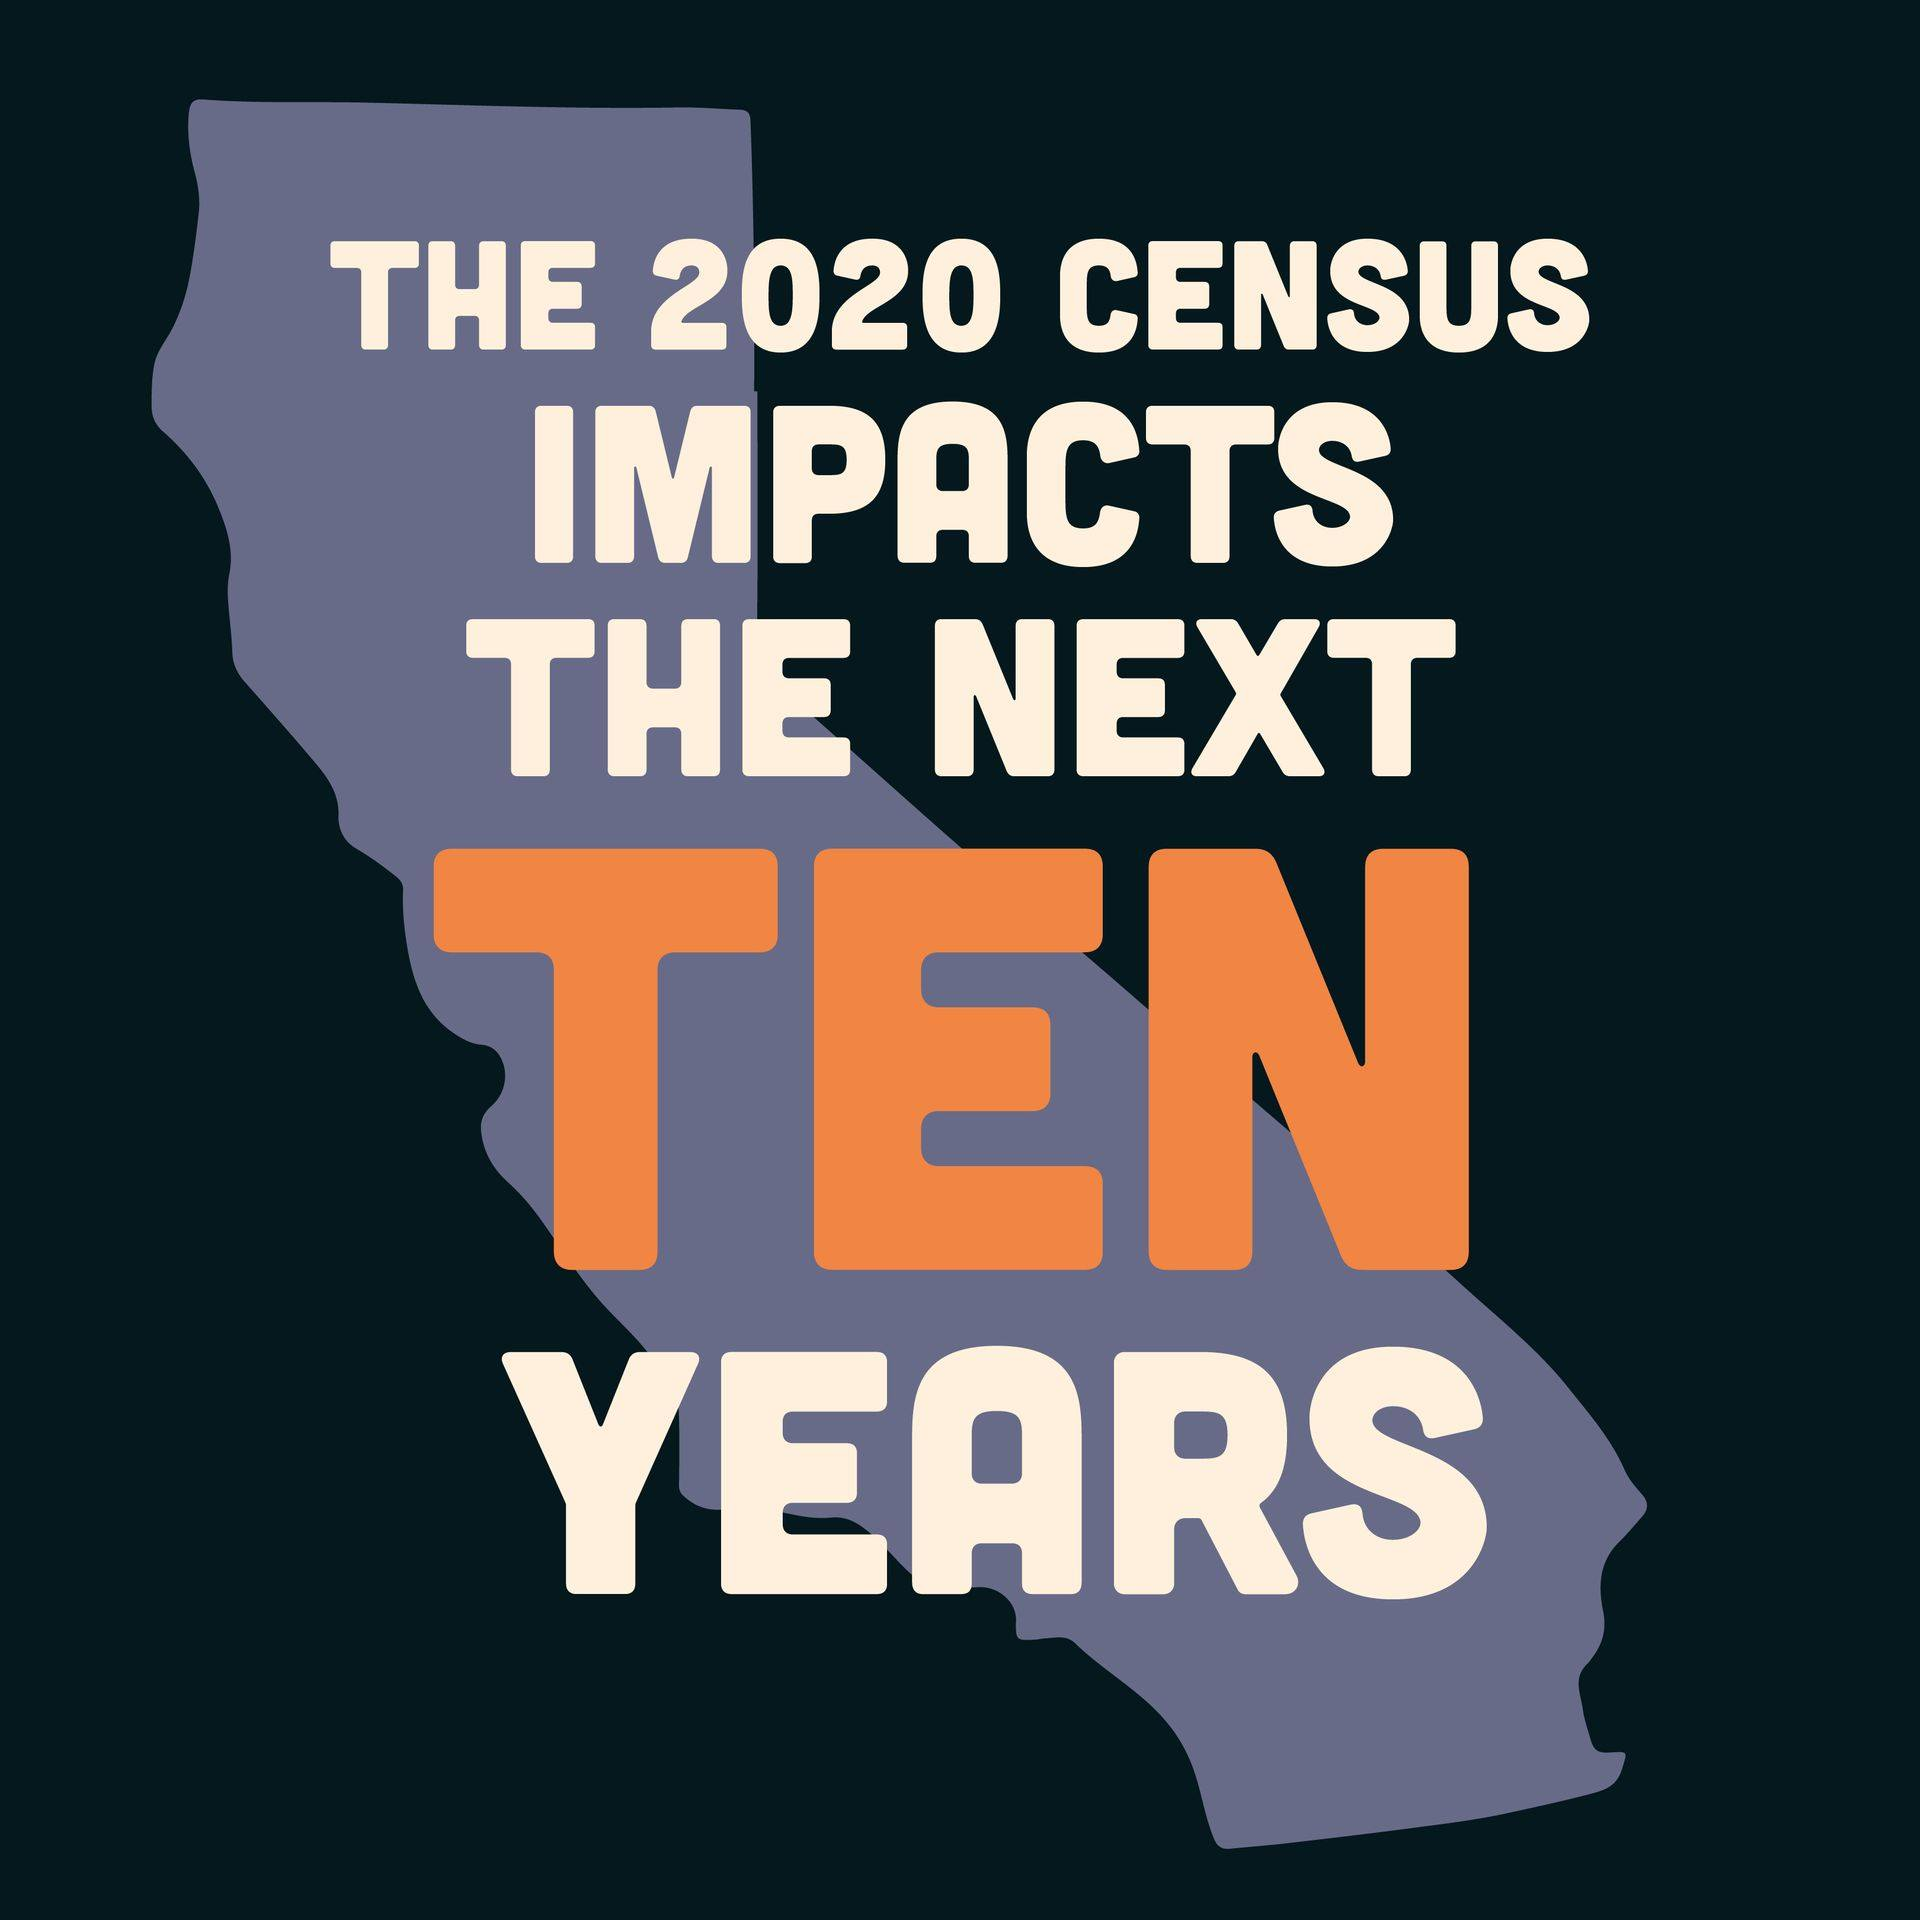 THE 2020 CENSUS
IMPACTS
THE NEXT
TEN
YEARS